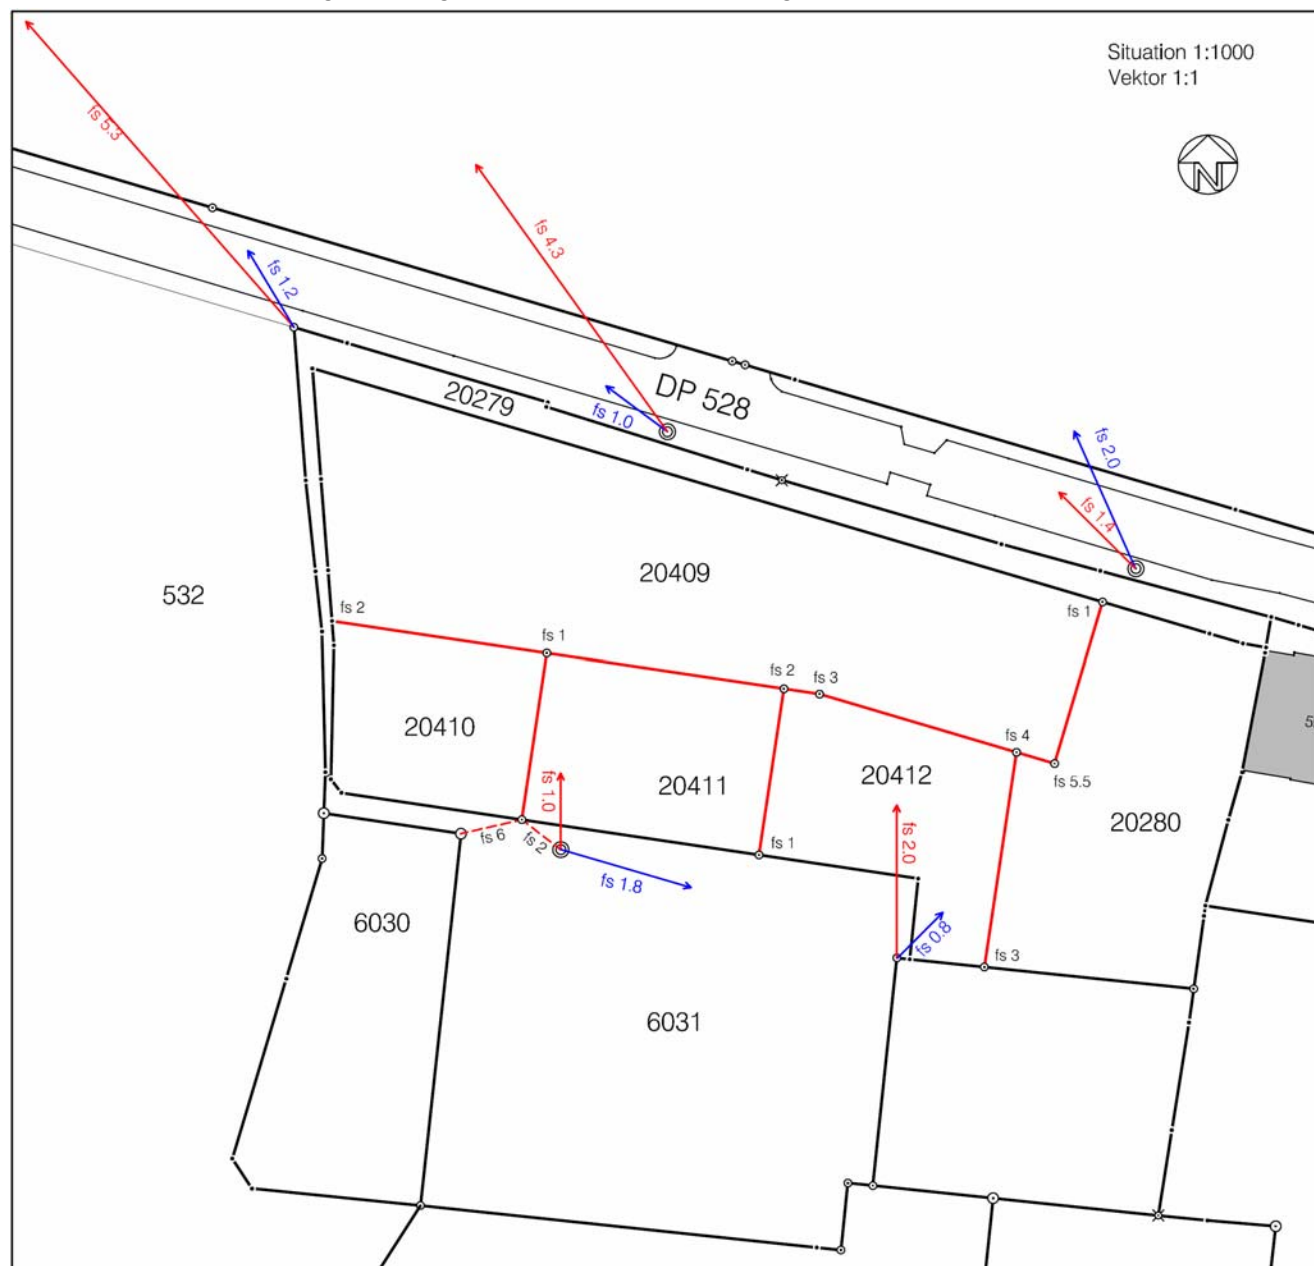 Situation 1:1000
Vektor 1:1
N
fs 5.3
fs 4.3
fs 1.2
DP 528
20279
fs 1.0
fs 2.0
fs 1.4
20409
532
fs 2
fs 1
fs 1
fs 2
fs 3
fs 4
fs 5.5
20410
20411
20412
20280
fs 1.0
fs 2.0
fs 6
fs 2
fs 1
fs 1.8
6030
fs 0.8
fs 3
6031